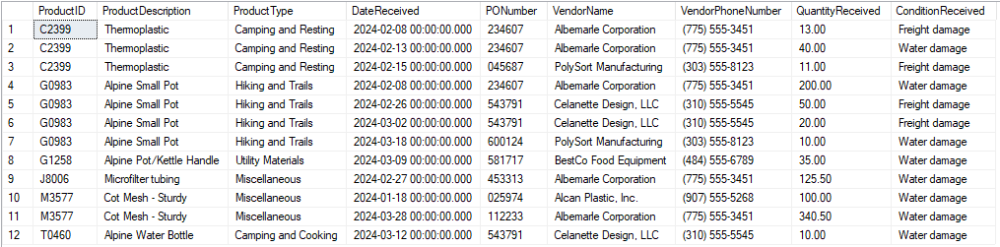 ProductID ProductDescription ProductType DateReceived PONumber VendorName VendorPhoneNumber QuantityReceived ConditionReceived
1 C2399 Thermoplastic Camping and Resting 2024-02-08 00:00:00.000 234607 Albemarle Corporation (775) 555-3451 13.00 Freight damage
2 C2399 Thermoplastic Camping and Resting 2024-02-13 00:00:00.000 234607 Albemarle Corporation (775) 555-3451 40.00 Water damage
3 C2399 Thermoplastic Camping and Resting 2024-02-15 00:00:00.000 045687 PolySort Manufacturing (303) 555-8123 11.00 Water damage
4 G0983 Alpine Small Pot Hiking and Trails 2024-02-08 00:00:00.000 234607 Albemarle Corporation (775) 555-3451 200.00 Water damage
5 G0983 Alpine Small Pot Hiking and Trails 2024-02-26 00:00:00.000 543791 Celanette Design, LLC (310) 555-5545 50.00 Freight damage
6 G0983 Alpine Small Pot Hiking and Trails 2024-03-02 00:00:00.000 543791 Celanette Design, LLC (310) 555-5545 20.00 Freight damage
7 G0983 Alpine Small Pot Hiking and Trails 2024-03-18 00:00:00.000 600124 PolySort Manufacturing (303) 555-8123 10.00 Water damage
8 G1258 Alpine Pot/Kettle Handle Utility Materials 2024-03-09 00:00:00.000 581717 BestCo Food Equipment (484) 555-6789 35.00 Water damage
9 J8006 Microfilter tubing Miscellaneous 2024-02-27 00:00:00.000 453313 Albemarle Corporation (775) 555-3451 125.50 Water damage
10 M3577 Cot Mesh - Sturdy Miscellaneous 2024-01-18 00:00:00.000 025974 Alcan Plastic, Inc. (907) 555-5268 100.00 Water damage
11 M3577 Cot Mesh - Sturdy Miscellaneous 2024-03-28 00:00:00.000 112233 Albemarle Corporation (775) 555-3451 340.50 Water damage
12 T0460 Alpine Water Bottle Camping and Cooking 2024-03-12 00:00:00.000 543791 Celanette Design, LLC (310) 555-5545 10.00 Water damage